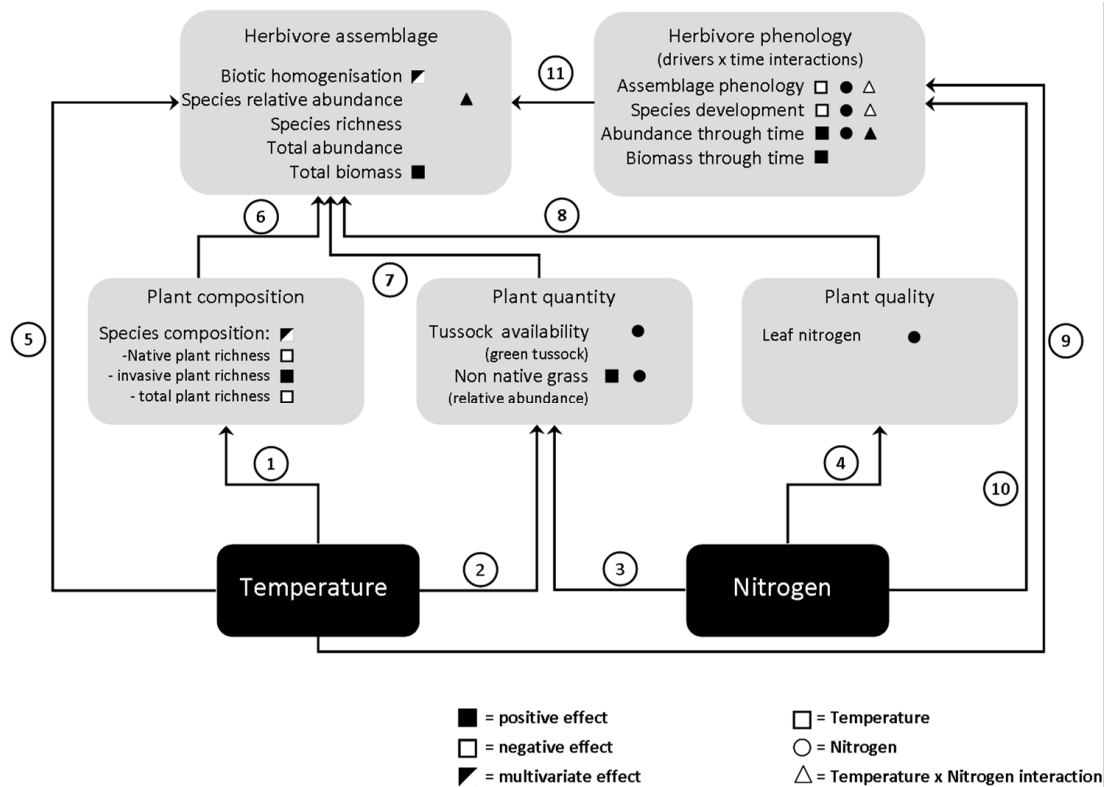 Herbivore assemblage
Biotic homogenisation
Species relative abundance
Species richness
Total abundance
Total biomass
11
Herbivore phenology
(drivers x time interactions)
Assemblage phenology
Species development
Abundance through time
Biomass through time
6
8
7
5
9
Plant composition
Species composition:
-Native plant richness
- invasive plant richness
- total plant richness
Plant quantity
Tussock availability
(green tussock)
Non native grass
(relative abundance)
Plant quality
Leaf nitrogen
1
4
10
2
3
Temperature
Nitrogen
= positive effect
= negative effect
= multivariate effect
= Temperature
= Nitrogen
= Temperature x Nitrogen interaction